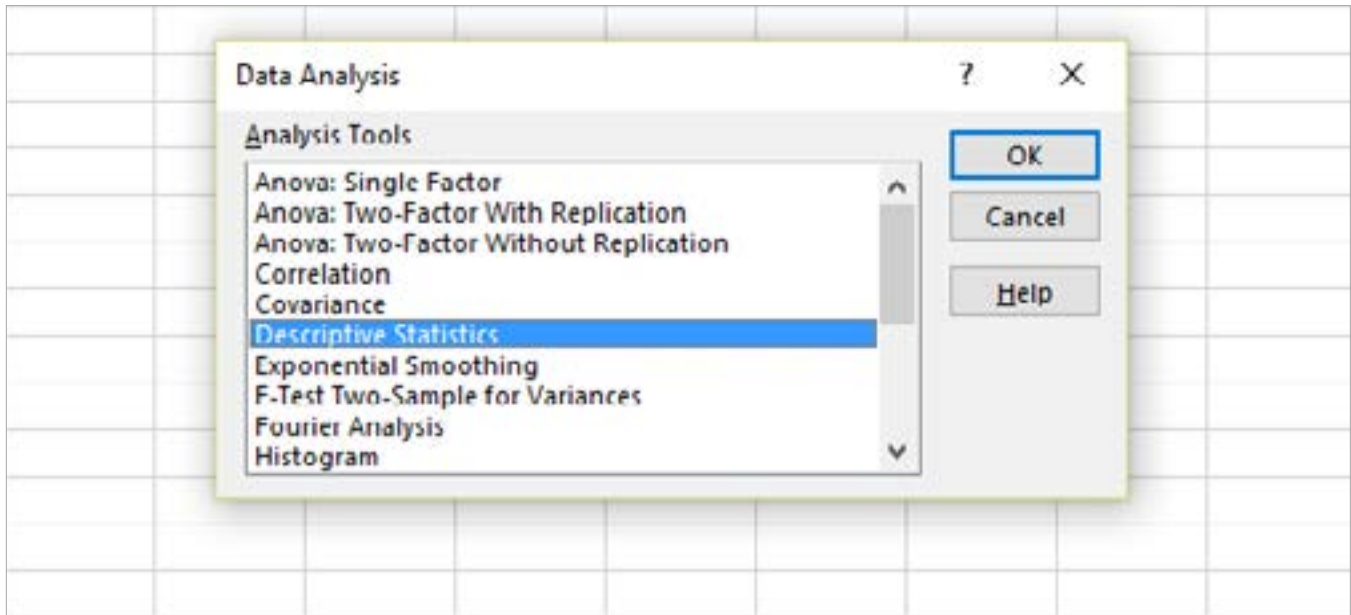 Data Analysis
?
X
Analysis Tools
Anova: Single Factor
Anova: Two-Factor With Replication
Anova: Two-Factor Without Replication
Correlation
Covariance
Descriptive Statistics
Exponential Smoothing
F-Test Two-Sample for Variances
Fourier Analysis
Histogram
OK
Cancel
Help